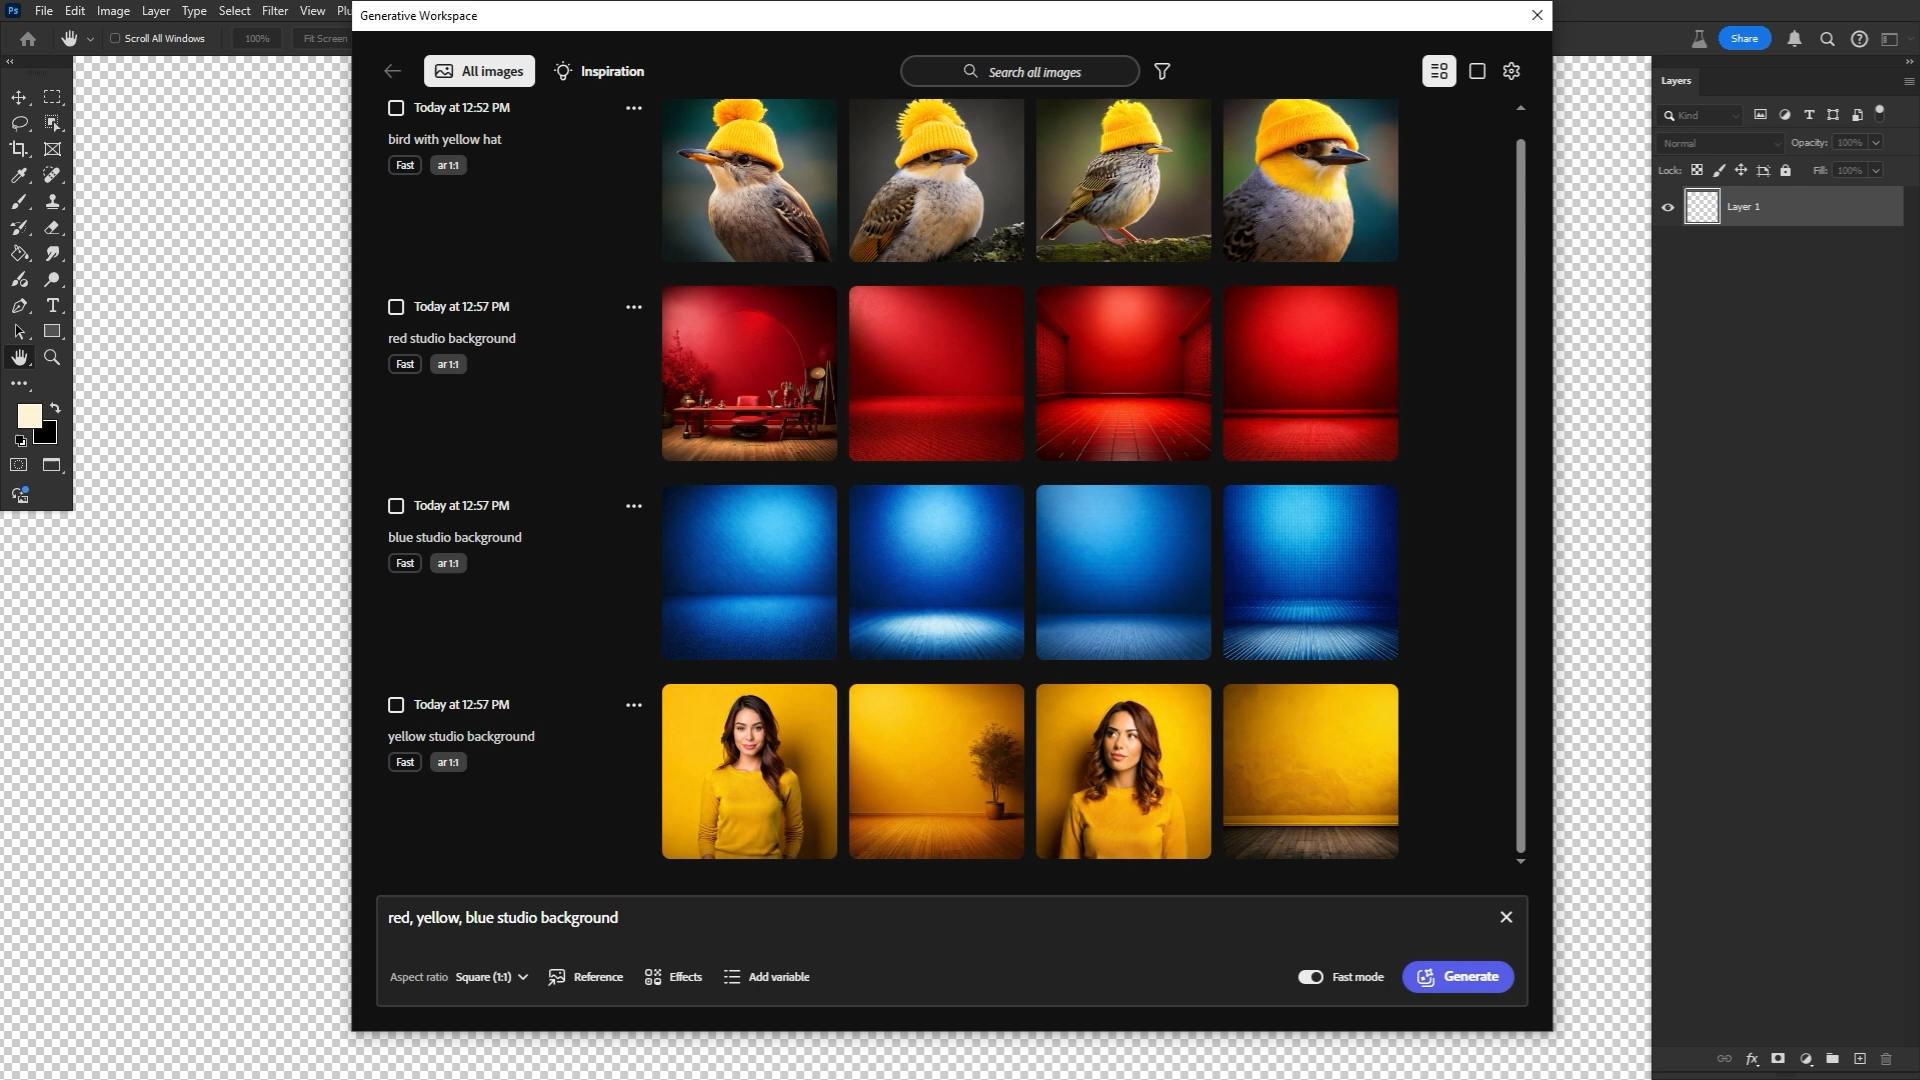 Ps File Edit Image Layer Type Select Filter View
Generative Workspace
Scroll All Windows 100% Fit Screen
Share
All images Inspiration Search all images
Layers
Kind
Normal Opacity: 100%
Lock: Fill: 100%
Layer 1
Today at 12:52 PM
bird with yellow hat
Fast ar 1:1
Today at 12:57 PM
red studio background
Fast ar 1:1
Today at 12:57 PM
blue studio background
Fast ar 1:1
Today at 12:57 PM
yellow studio background
Fast ar 1:1
red, yellow, blue studio background
Aspect ratio Square (1:1) Reference Effects Add variable Fast mode Generate
fx